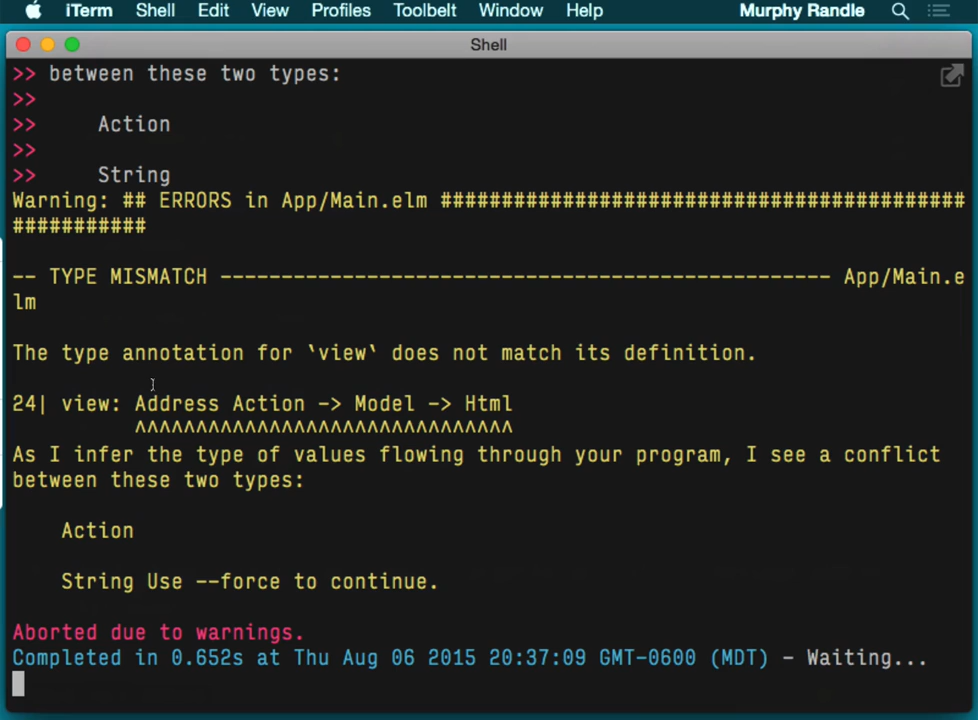 iTerm Shell Edit View Profiles Toolbelt Window Help Murphy Randle
Shell
>> between these two types:
>>
>> Action
>>
>> String
Warning: ## ERRORS in App/Main.elm ###########################################
###########
-- TYPE MISMATCH -------------------------------------------------- App/Main.e
lm
The type annotation for `view` does not match its definition.
24| view: Address Action -> Model -> Html
^^^^^^^^^^^^^^^^^^^^^^^^^^^^^^^
As I infer the type of values flowing through your program, I see a conflict
between these two types:
Action
String Use --force to continue.
Aborted due to warnings.
Completed in 0.652s at Thu Aug 06 2015 20:37:09 GMT-0600 (MDT) - Waiting...